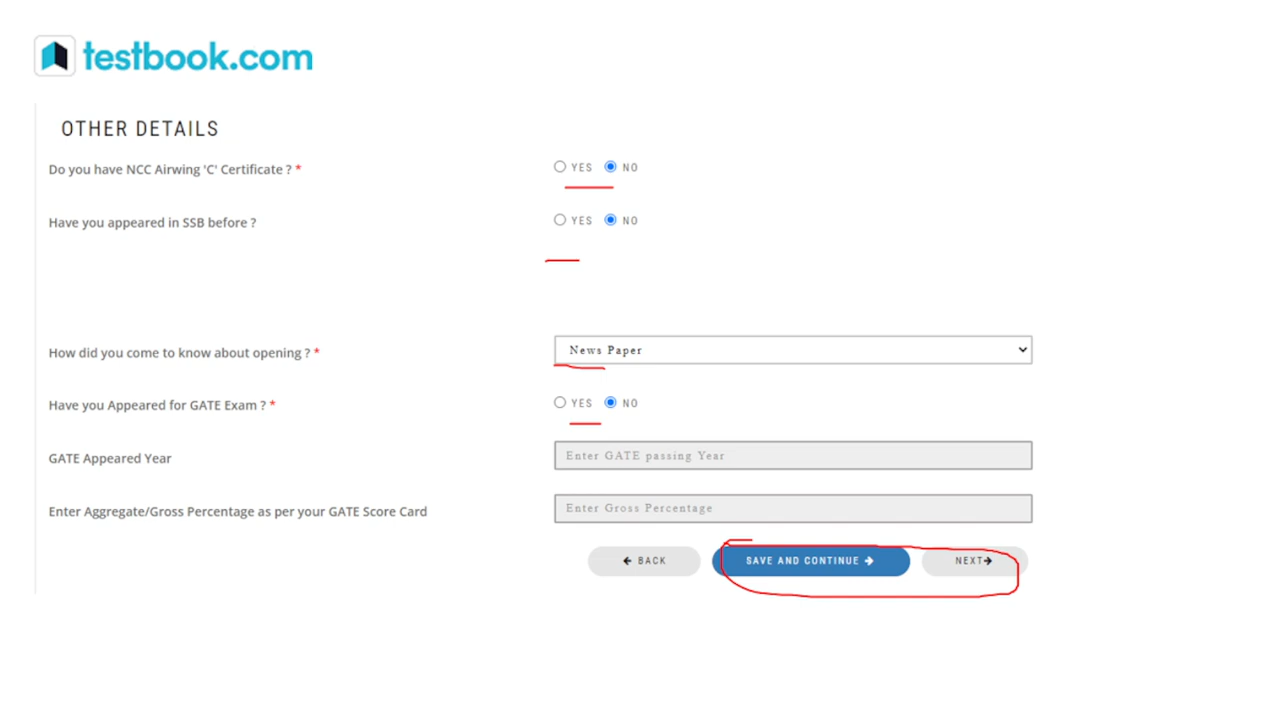 testbook.com
OTHER DETAILS
Do you have NCC Airwing 'C' Certificate ? * YES NO
Have you appeared in SSB before ? YES NO
How did you come to know about opening ? * News Paper
Have you Appeared for GATE Exam ? * YES NO
GATE Appeared Year Enter GATE passing Year
Enter Aggregate/Gross Percentage as per your GATE Score Card Enter Gross Percentage
BACK SAVE AND CONTINUE NEXT